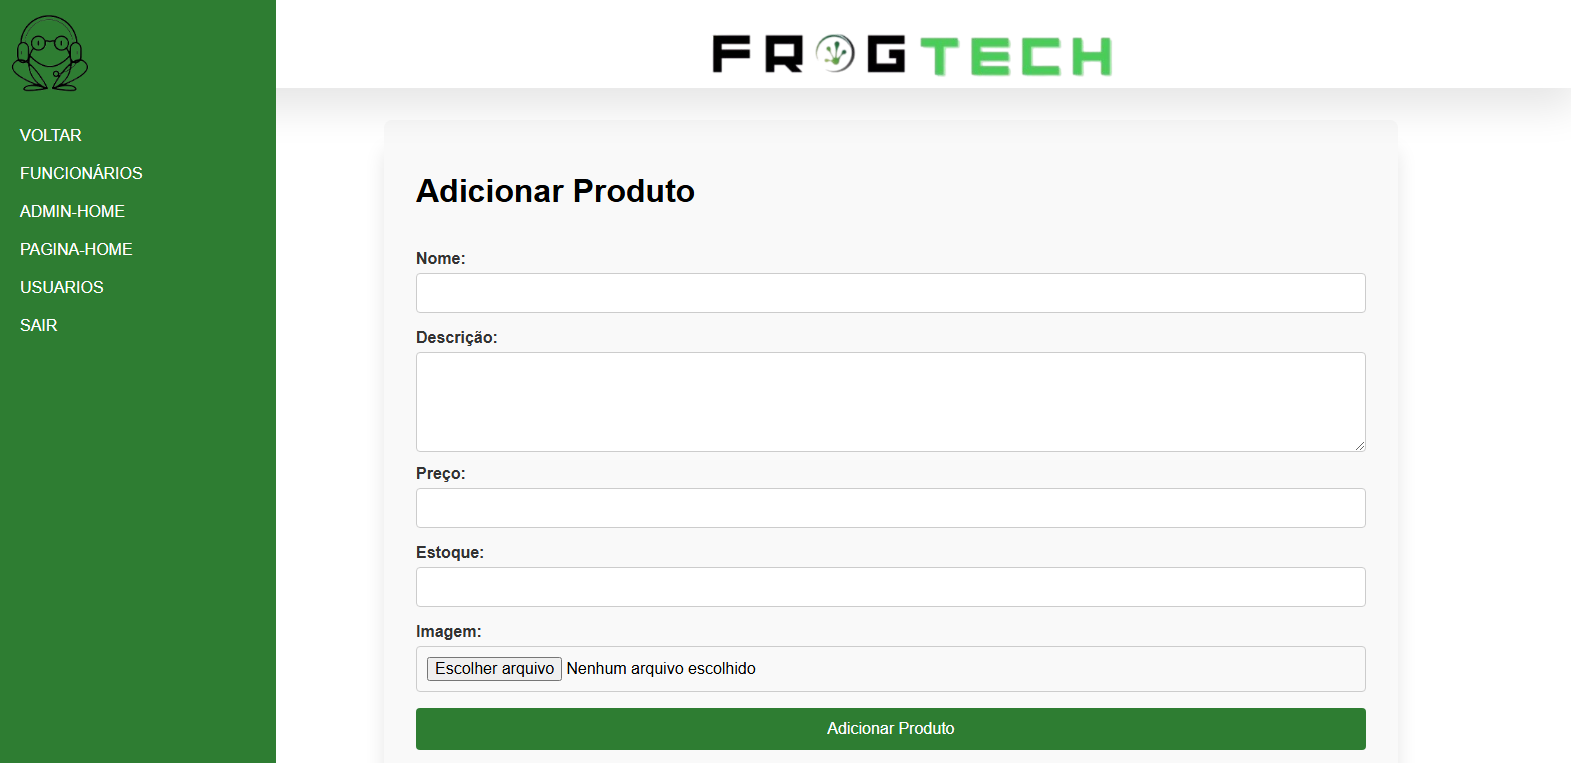 FROGTECH
VOLTAR
FUNCIONÁRIOS
ADMIN-HOME
PAGINA-HOME
USUARIOS
SAIR
Adicionar Produto
Nome:
Descrição:
Preço:
Estoque:
Imagem:
Escolher arquivo Nenhum arquivo escolhido
Adicionar Produto